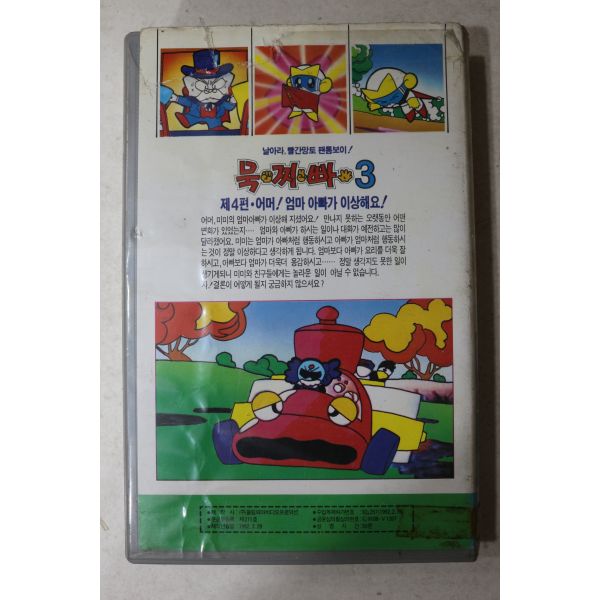 날아라, 빨간망토 팬톰보이!
묵·찌·빠·3
제4편·어머! 엄마 아빠가 이상해요!
어머, 미미의 엄마아빠가 이상해 지셨어요! 만나지 못하는 오랫동안 어떤
변화가 있었는지…… 엄마와 아빠가 하시는 일이나 대화가 예전하고는 많이
달라졌어요. 미미는 엄마가 아빠처럼 행동하시고 아빠가 엄마처럼 행동하시
는 것이 정말 이상하다고 생각하게 됩니다. 엄마보다 아빠가 요리를 더욱 잘
하시고, 아빠보다 엄마가 더욱더 용감하시고…… 정말 생각지도 못한 일이
생기게되니 미미와 친구들에게는 놀라운 일이 아닐 수 없습니다.
자! 결론이 어떻게 될지 궁금하지 않으셔요?
1992.